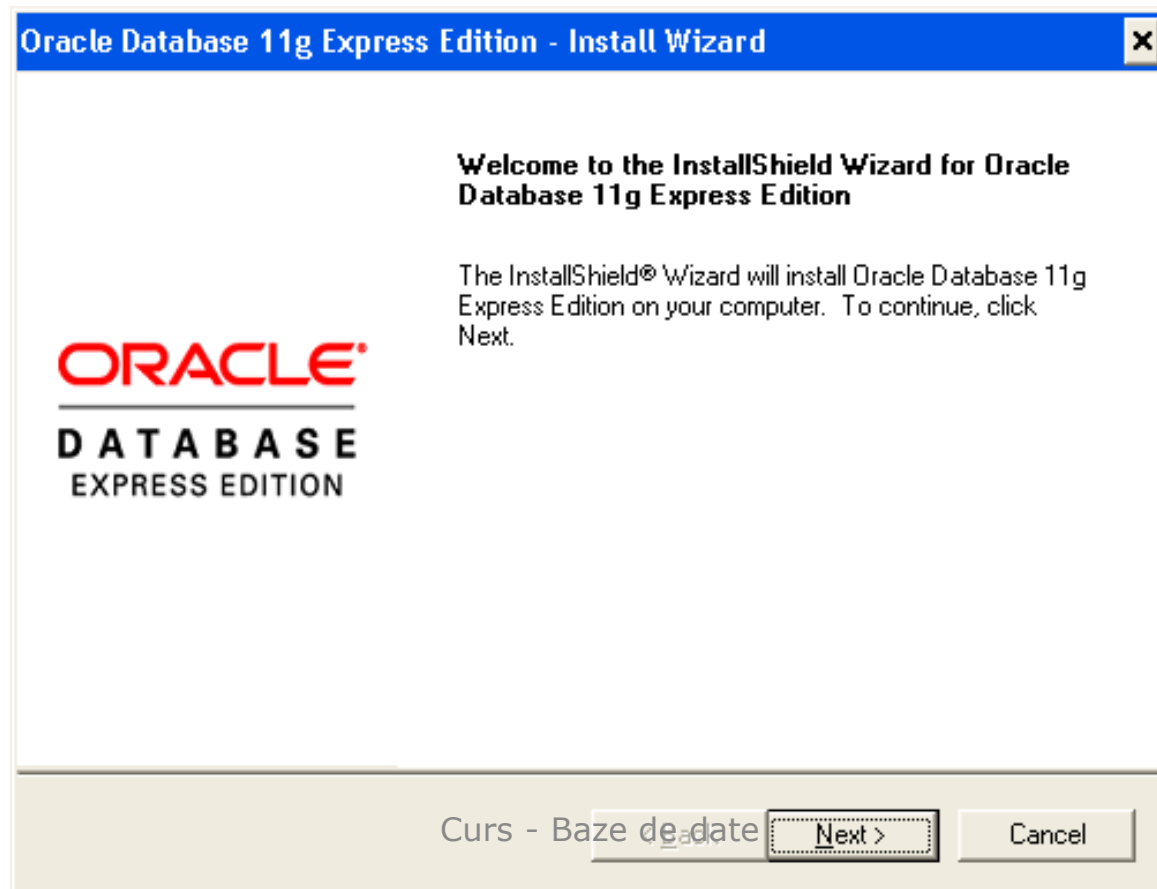 Oracle Database 11g Express Edition - Install Wizard
Welcome to the InstallShield Wizard for Oracle
Database 11g Express Edition
The InstallShield® Wizard will install Oracle Database 11g
Express Edition on your computer. To continue, click
Next.
ORACLE
DATABASE
EXPRESS EDITION
Curs - Baze de date
< Back
Next >
Cancel